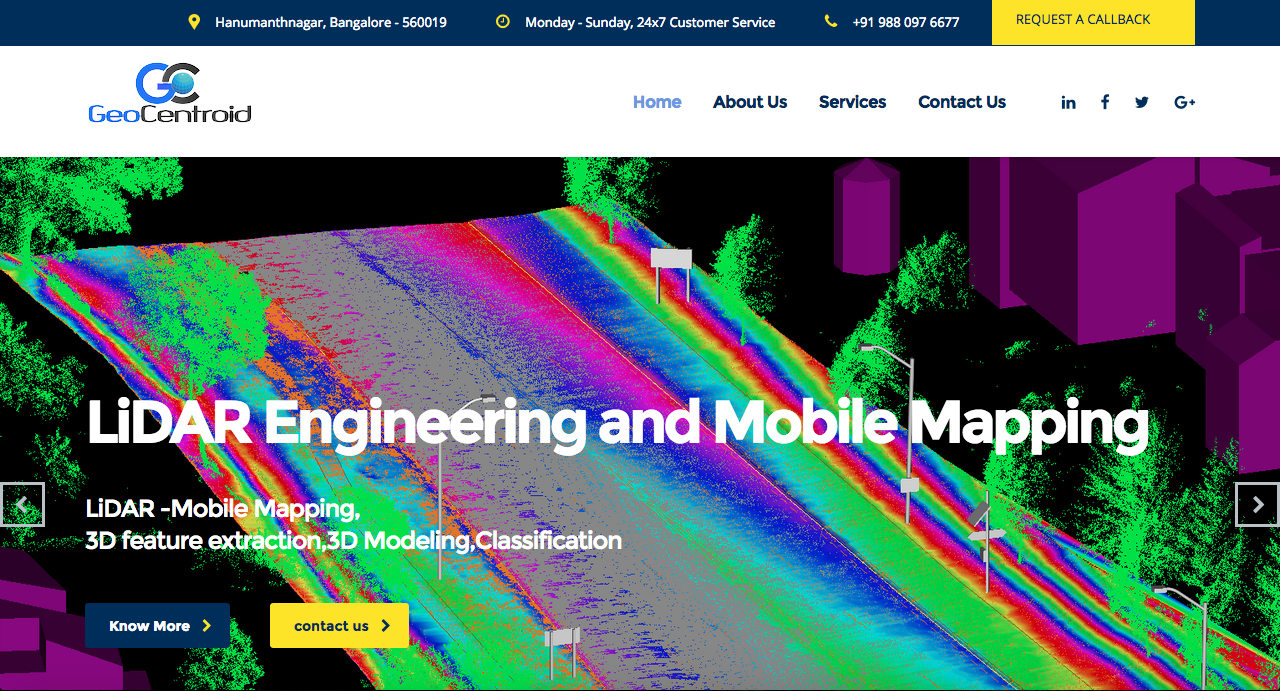 Hanumanthnagar, Bangalore - 560019
Monday - Sunday, 24x7 Customer Service
+91 988 097 6677
REQUEST A CALLBACK
GC
GeoCentroid
Home
About Us
Services
Contact Us
in
f
G+
LiDAR Engineering and Mobile Mapping
LiDAR -Mobile Mapping,
3D feature extraction,3D Modeling,Classification
Know More
contact us